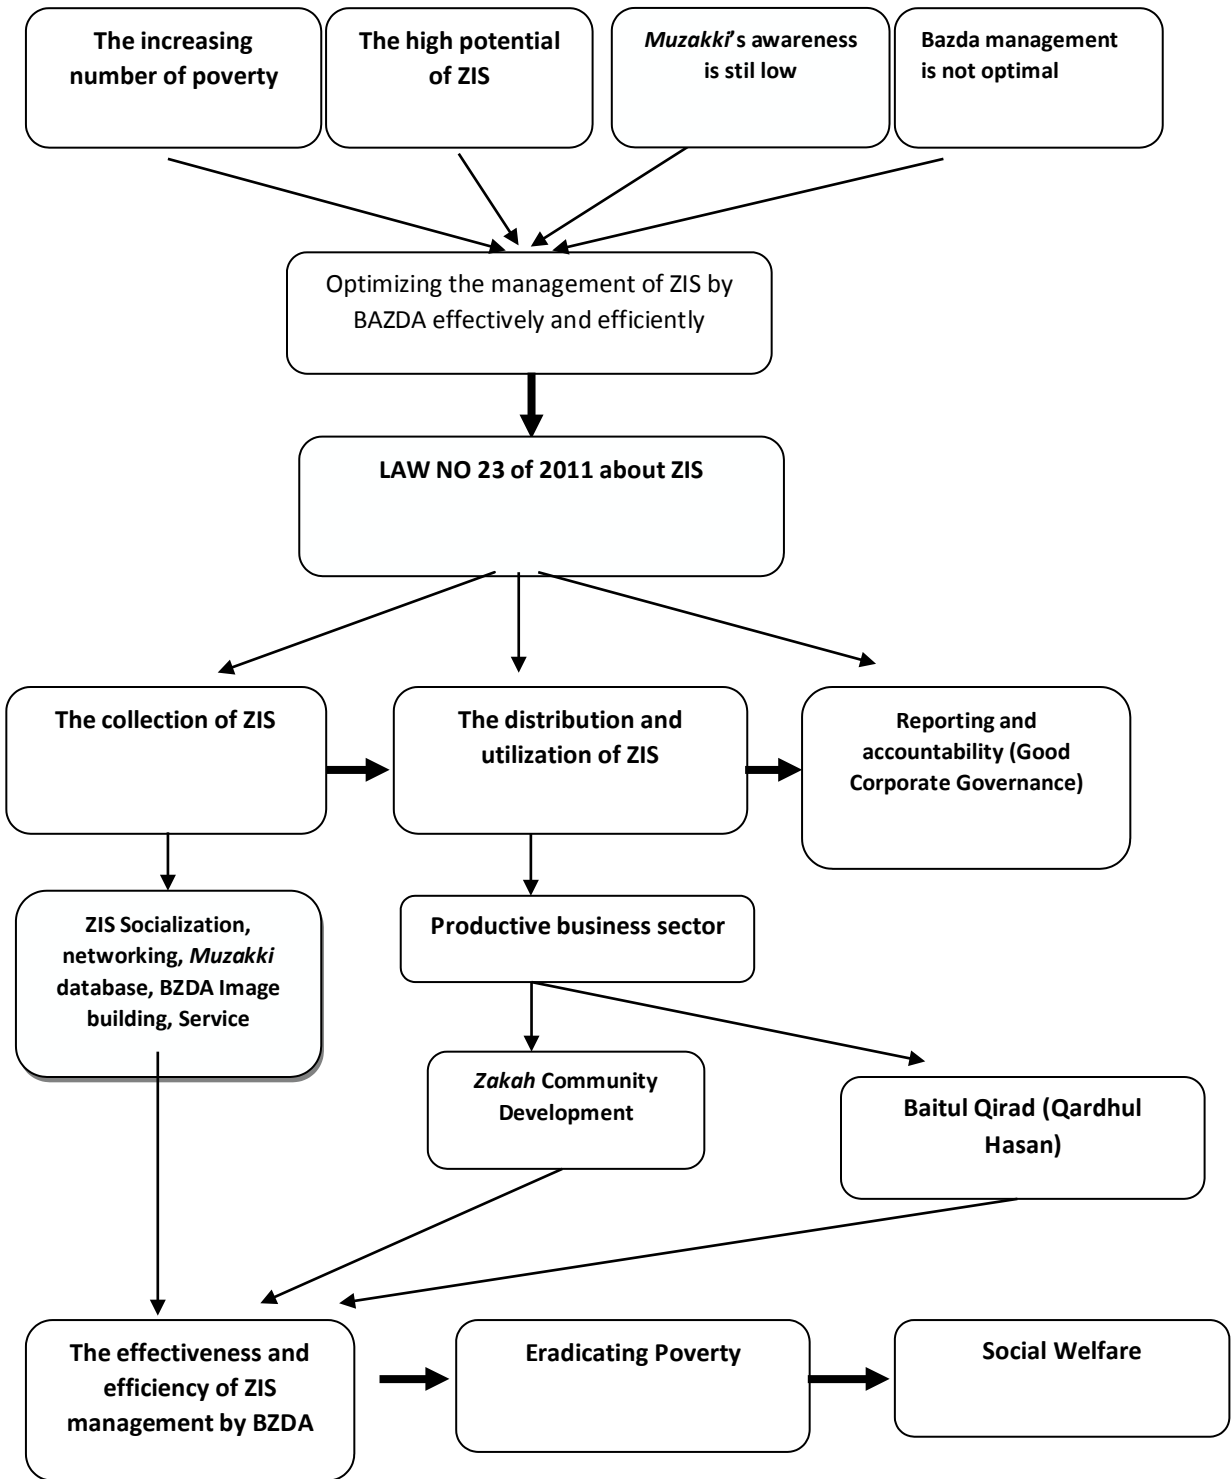 The increasing
number of poverty
The high potential
of ZIS
Muzakki's awareness
is stil low
Bazda management
is not optimal
Optimizing the management of ZIS by
BAZDA effectively and efficiently
LAW NO 23 of 2011 about ZIS
The collection of ZIS
The distribution and
utilization of ZIS
Reporting and
accountability (Good
Corporate Governance)
ZIS Socialization,
networking, Muzakki
database, BZDA Image
building, Service
Productive business sector
Zakah Community
Development
Baitul Qirad (Qardhul
Hasan)
The effectiveness and
efficiency of ZIS
management by BZDA
Eradicating Poverty
Social Welfare